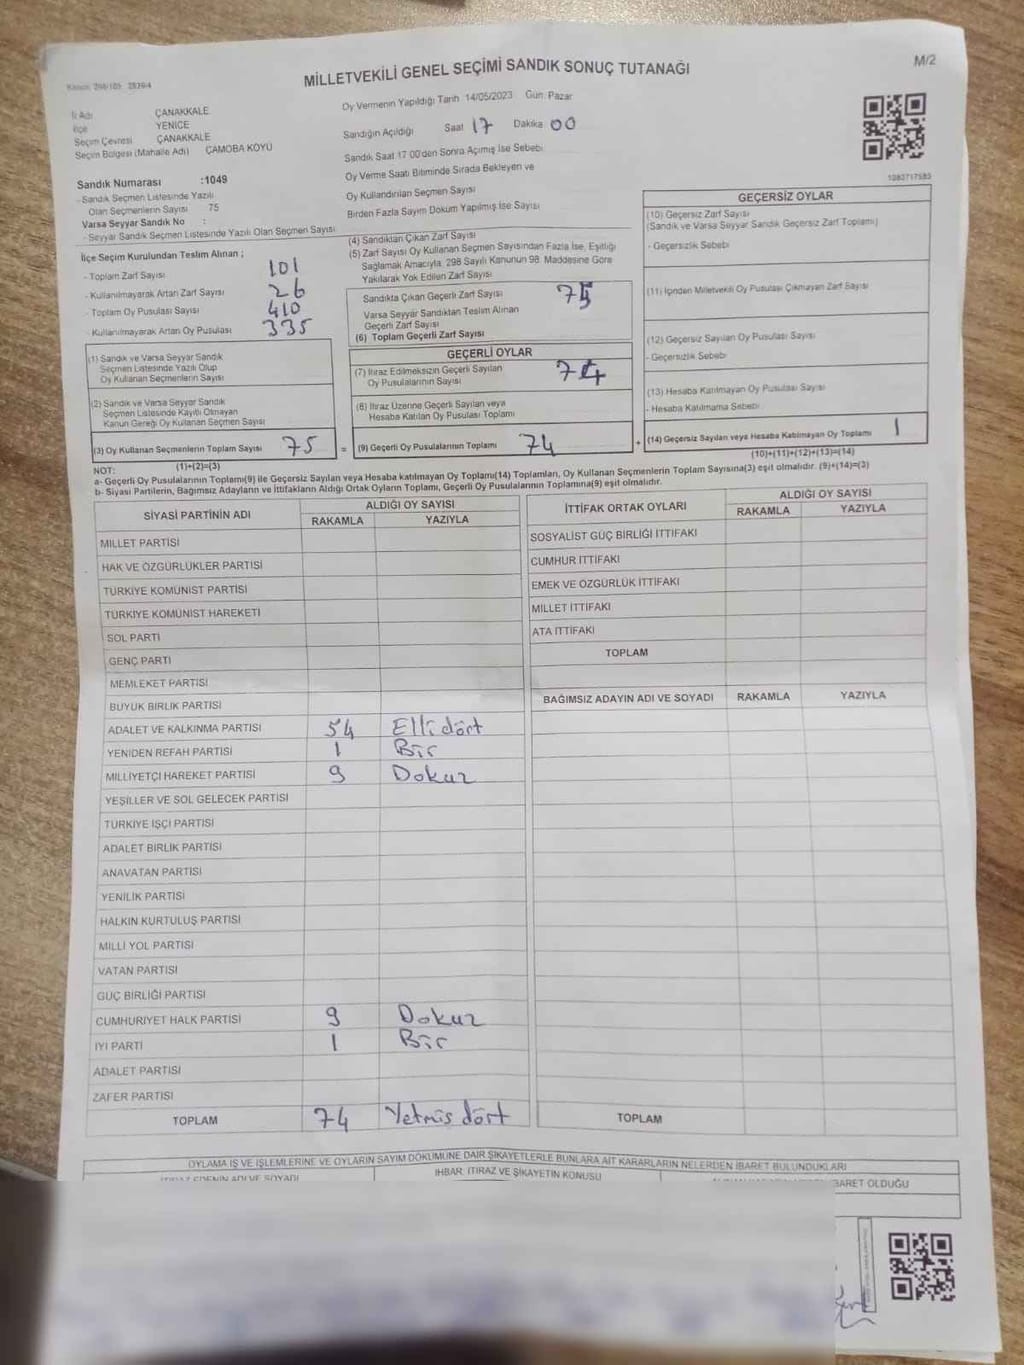 M/2
MİLLETVEKİLİ GENEL SEÇİMİ SANDIK SONUÇ TUTANAĞI
İl Adı ÇANAKKALE
İlçe YENİCE
Seçim Çevresi ÇANAKKALE
Seçim Bölgesi (Mahalle Adı) ÇAMOBA KÖYÜ
Oy Vermenin Yapıldığı Tarih 14/05/2023 Gün: Pazar
Sandığın Açıldığı Saat 17 Dakika 00
Sandık Saat 17 00'den Sonra Açımış İse Sebebi
Oy Verme Saati Bitiminde Sırada Bekleyen ve
Oy Kullandırılan Seçmen Sayısı
Birden Fazla Sayım Döküm Yapılmış İse Sayısı
1083717583
Sandık Numarası :1049
- Sandık Seçmen Listesinde Yazılı
Olan Seçmenlerin Sayısı 75
Varsa Seyyar Sandık No :
- Seyyar Sandık Seçmen Listesinde Yazılı Olan Seçmen Sayısı
İlçe Seçim Kurulundan Teslim Alınan ;
- Toplam Zarf Sayısı 101
- Kullanılmayarak Artan Zarf Sayısı 26
- Toplam Oy Pusulası Sayısı 410
- Kullanılmayarak Artan Oy Pusulası 335
(1) Sandık ve Varsa Seyyar Sandık
Seçmen Listesinde Yazılı Olup
Oy Kullanan Seçmenlerin Sayısı
(2) Sandık ve Varsa Seyyar Sandık
Seçmen Listesinde Kayıtlı Olmayan
Kanun Gereği Oy Kullanan Seçmen Sayısı
(3) Oy Kullanan Seçmenlerin Toplam Sayısı 75
(1)+(2)=(3)
(4) Sandıktan Çıkan Zarf Sayısı
(5) Zarf Sayısı Oy Kullanan Seçmen Sayısından Fazla İse, Eşitliği
Sağlamak Amacıyla, 298 Sayılı Kanunun 98. Maddesine Göre
Yakılarak Yok Edilen Zarf Sayısı
Sandıkta Çıkan Geçerli Zarf Sayısı 75
Varsa Seyyar Sandıktan Teslim Alınan
Geçerli Zarf Sayısı
(6) Toplam Geçerli Zarf Sayısı
GEÇERLİ OYLAR
(7) İtiraz Edilmeksizin Geçerli Sayılan
Oy Pusulalarının Sayısı 74
(8) İtiraz Üzerine Geçerli Sayılan veya
Hesaba Katılan Oy Pusulası Toplamı
= (9) Geçerli Oy Pusulalarının Toplamı 74
GEÇERSİZ OYLAR
(10) Geçersiz Zarf Sayısı
(Sandık ve Varsa Seyyar Sandık Geçersiz Zarf Toplamı)
- Geçersizlik Sebebi
(11) İçinden Milletvekili Oy Pusulası Çıkmayan Zarf Sayısı
(12) Geçersiz Sayılan Oy Pusulası Sayısı
- Geçersizlik Sebebi
(13) Hesaba Katılmayan Oy Pusulası Sayısı
- Hesaba Katılmama Sebebi
+ (14) Geçersiz Sayılan veya Hesaba Katılmayan Oy Toplamı 1
(10)+(11)+(12)+(13)=(14)
NOT:
a- Geçerli Oy Pusulalarının Toplamı(9) ile Geçersiz Sayılan veya Hesaba katılmayan Oy Toplamı(14) Toplamları, Oy Kullanan Seçmenlerin Toplam Sayısına(3) eşit olmalıdır. (9)+(14)=(3)
b- Siyasi Partilerin, Bağımsız Adayların ve İttifakların Aldığı Ortak Oyların Toplamı, Geçerli Oy Pusulalarının Toplamına(9) eşit olmalıdır.
SİYASİ PARTİNİN ADI ALDIĞI OY SAYISI
RAKAMLA YAZIYLA
MİLLET PARTİSİ
HAK VE ÖZGÜRLÜKLER PARTİSİ
TÜRKİYE KOMÜNİST PARTİSİ
TÜRKİYE KOMÜNİST HAREKETİ
SOL PARTİ
GENÇ PARTİ
MEMLEKET PARTİSİ
BÜYÜK BİRLİK PARTİSİ
ADALET VE KALKINMA PARTİSİ 54 Elli dört
YENİDEN REFAH PARTİSİ 1 Bir
MİLLİYETÇİ HAREKET PARTİSİ 9 Dokuz
YEŞİLLER VE SOL GELECEK PARTİSİ
TÜRKİYE İŞÇİ PARTİSİ
ADALET BİRLİK PARTİSİ
ANAVATAN PARTİSİ
YENİLİK PARTİSİ
HALKIN KURTULUŞ PARTİSİ
MİLLİ YOL PARTİSİ
VATAN PARTİSİ
GÜÇ BİRLİĞİ PARTİSİ
CUMHURİYET HALK PARTİSİ 9 Dokuz
İYİ PARTİ 1 Bir
ADALET PARTİSİ
ZAFER PARTİSİ
TOPLAM 74 Yetmiş dört
İTTİFAK ORTAK OYLARI ALDIĞI OY SAYISI
RAKAMLA YAZIYLA
SOSYALİST GÜÇ BİRLİĞİ İTTİFAKI
CUMHUR İTTİFAKI
EMEK VE ÖZGÜRLÜK İTTİFAKI
MİLLET İTTİFAKI
ATA İTTİFAKI
TOPLAM
BAĞIMSIZ ADAYIN ADI VE SOYADI RAKAMLA YAZIYLA
TOPLAM
OYLAMA İŞ VE İŞLEMLERİNE VE OYLARIN SAYIM DÖKÜMÜNE DAİR ŞİKAYETLERLE BUNLARA AİT KARARLARIN NELERDEN İBARET BULUNDUKLARI
İHBAR, İTİRAZ VE ŞİKAYETİN KONUSU
İBARET OLDUĞU